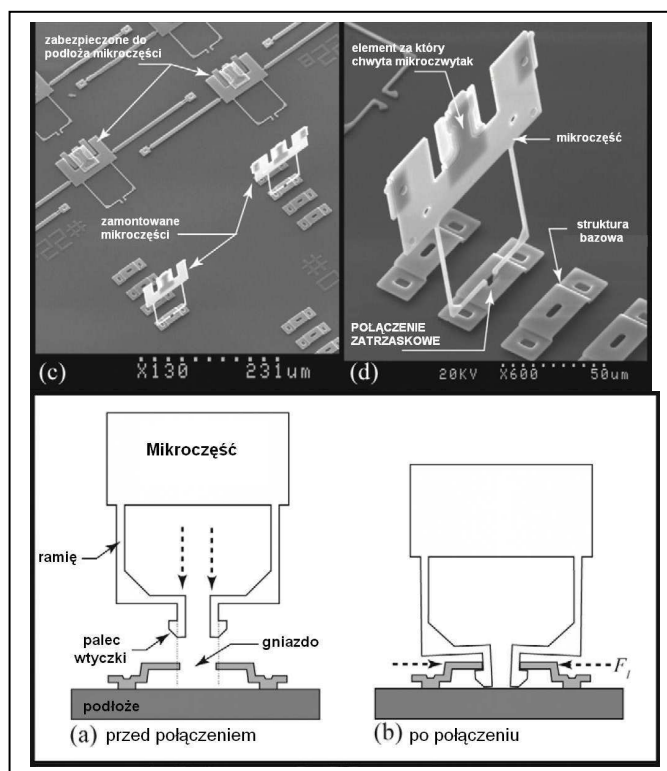 zabezpieczone do
podłoża mikroczęści
zamontowane
mikroczęści
(c)
X130 231um
element za który
chwyta mikroczwytak
mikroczęść
struktura
bazowa
POŁĄCZENIE
ZATRZASKOWE
(d)
20KV X600 50um
Mikroczęść
ramię
palec
wtyczki
gniazdo
podłoże
(a) przed połączeniem
F_I
(b) po połączeniu